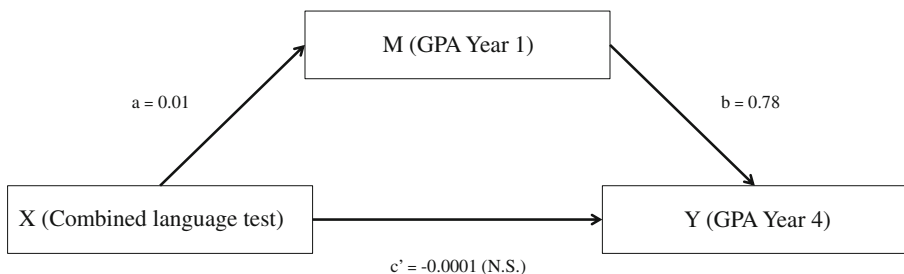 M (GPA Year 1)
a = 0.01
b = 0.78
X (Combined language test)
Y (GPA Year 4)
c’ = -0.0001 (N.S.)